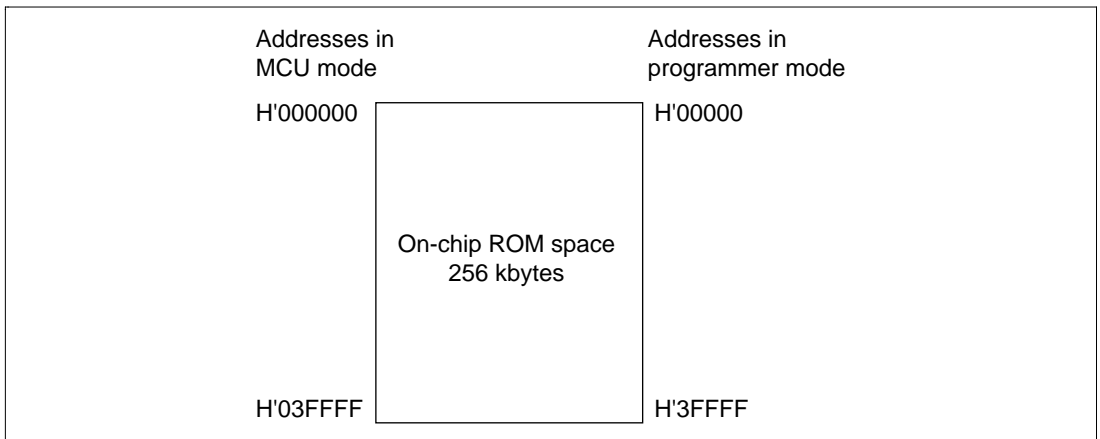 Addresses in
MCU mode
Addresses in
programmer mode
H'000000
H'00000
On-chip ROM space
256 kbytes
H'03FFFF
H'3FFFF